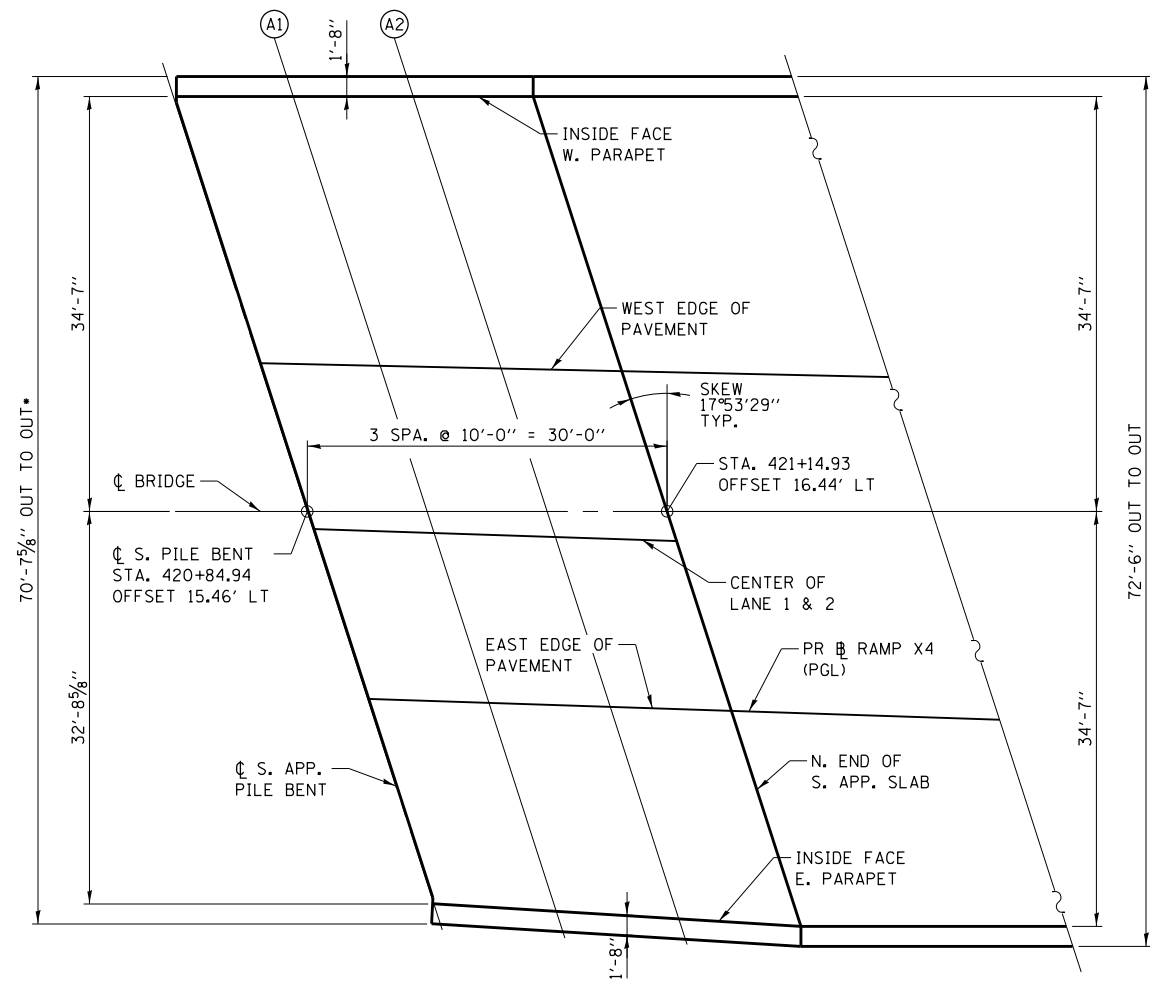 A1
A2
1'-8"
INSIDE FACE
W. PARAPET
34'-7"
34'-7"
WEST EDGE OF
PAVEMENT
SKEW
17°53'29"
TYP.
3 SPA. @ 10'-0" = 30'-0"
STA. 421+14.93
OFFSET 16.44' LT
℄ BRIDGE
70'-7⅝" OUT TO OUT*
72'-6" OUT TO OUT
℄ S. PILE BENT
STA. 420+84.94
OFFSET 15.46' LT
CENTER OF
LANE 1 & 2
EAST EDGE OF
PAVEMENT
PR ƁL RAMP X4
(PGL)
32'-8⅝"
34'-7"
℄ S. APP.
PILE BENT
N. END OF
S. APP. SLAB
INSIDE FACE
E. PARAPET
1'-8"